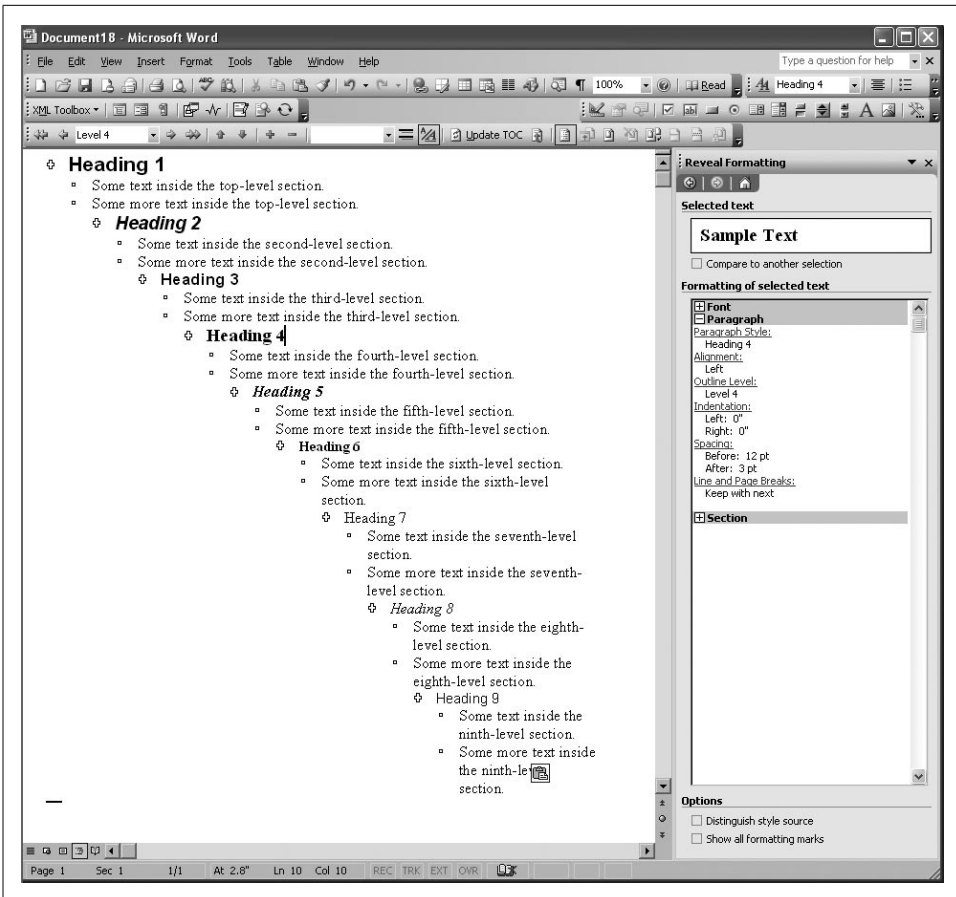 Document18 - Microsoft Word
File Edit View Insert Format Tools Table Window Help
Type a question for help
100%
Read
Heading 4
XML Toolbox
Level 4
Update TOC
Heading 1
Some text inside the top-level section.
Some more text inside the top-level section.
Heading 2
Some text inside the second-level section.
Some more text inside the second-level section.
Heading 3
Some text inside the third-level section.
Some more text inside the third-level section.
Heading 4
Some text inside the fourth-level section.
Some more text inside the fourth-level section.
Heading 5
Some text inside the fifth-level section.
Some more text inside the fifth-level section.
Heading 6
Some text inside the sixth-level section.
Some more text inside the sixth-level
section.
Heading 7
Some text inside the seventh-level
section.
Some more text inside the seventh-
level section.
Heading 8
Some text inside the eighth-
level section.
Some more text inside the
eighth-level section.
Heading 9
Some text inside the
ninth-level section.
Some more text inside
the ninth-le
section.
Reveal Formatting
Selected text
Sample Text
Compare to another selection
Formatting of selected text
Font
Paragraph
Paragraph Style:
Heading 4
Alignment:
Left
Outline Level:
Level 4
Indentation:
Left: 0"
Right: 0"
Spacing:
Before: 12 pt
After: 3 pt
Line and Page Breaks:
Keep with next
Section
Options
Distinguish style source
Show all formatting marks
Page 1 Sec 1 1/1 At 2.8" Ln 10 Col 10 REC TRK EXT OVR